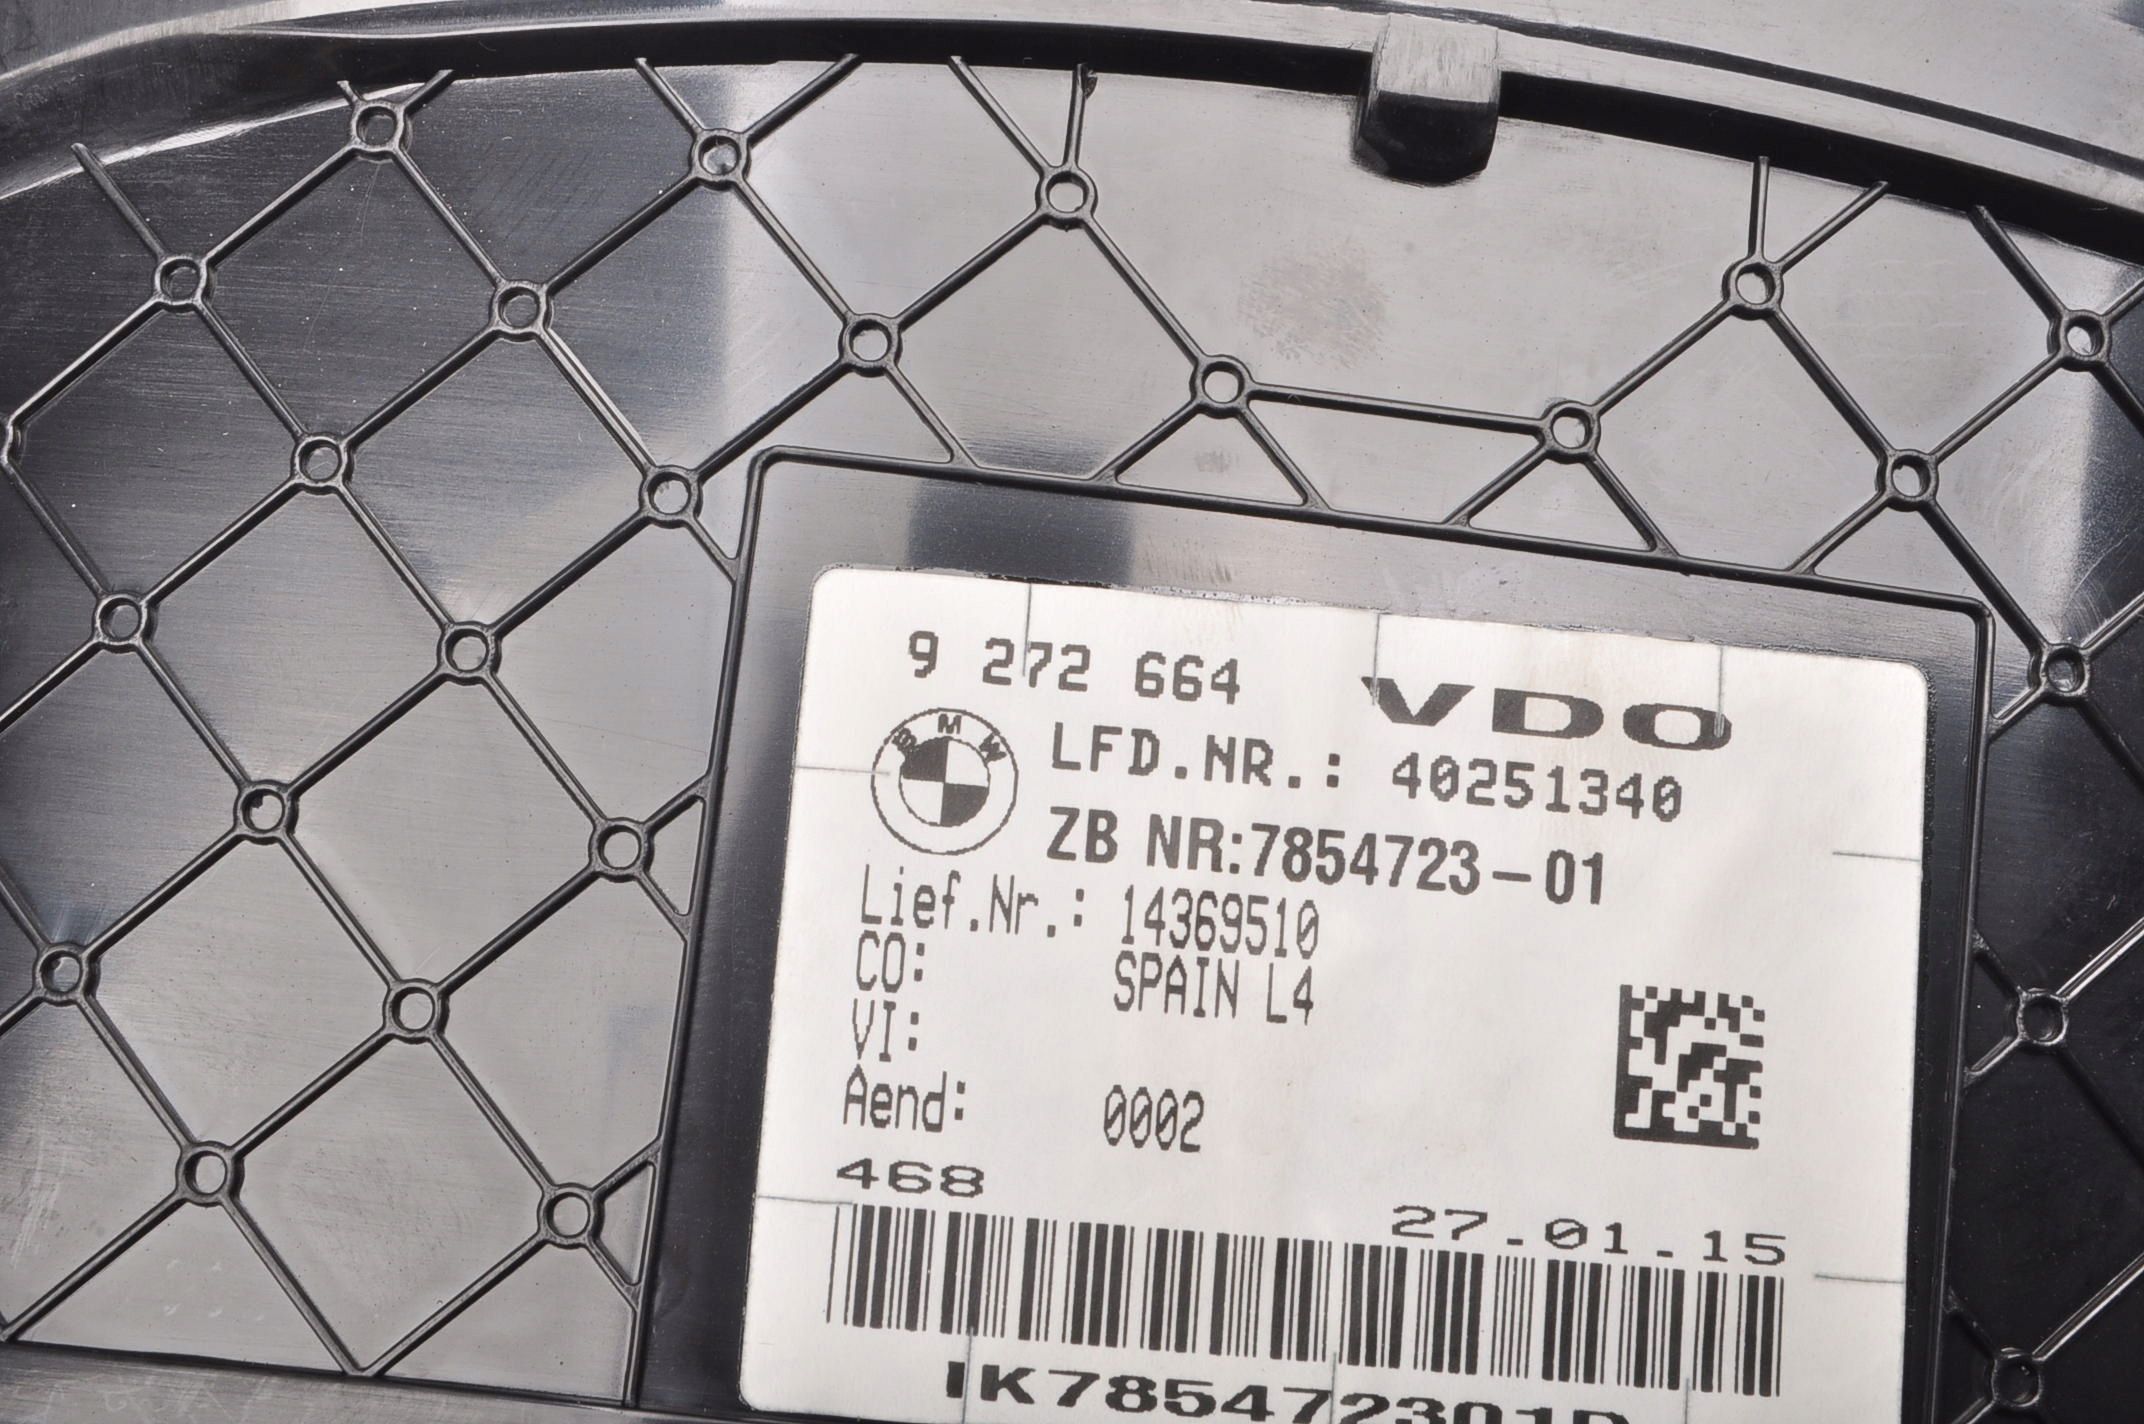 9 272 664 VDO
BMW LFD.NR.: 40251340
ZB NR:7854723-01
Lief.Nr.: 14369510
CO: SPAIN L4
VI:
Aend: 0002
468 27.01.15